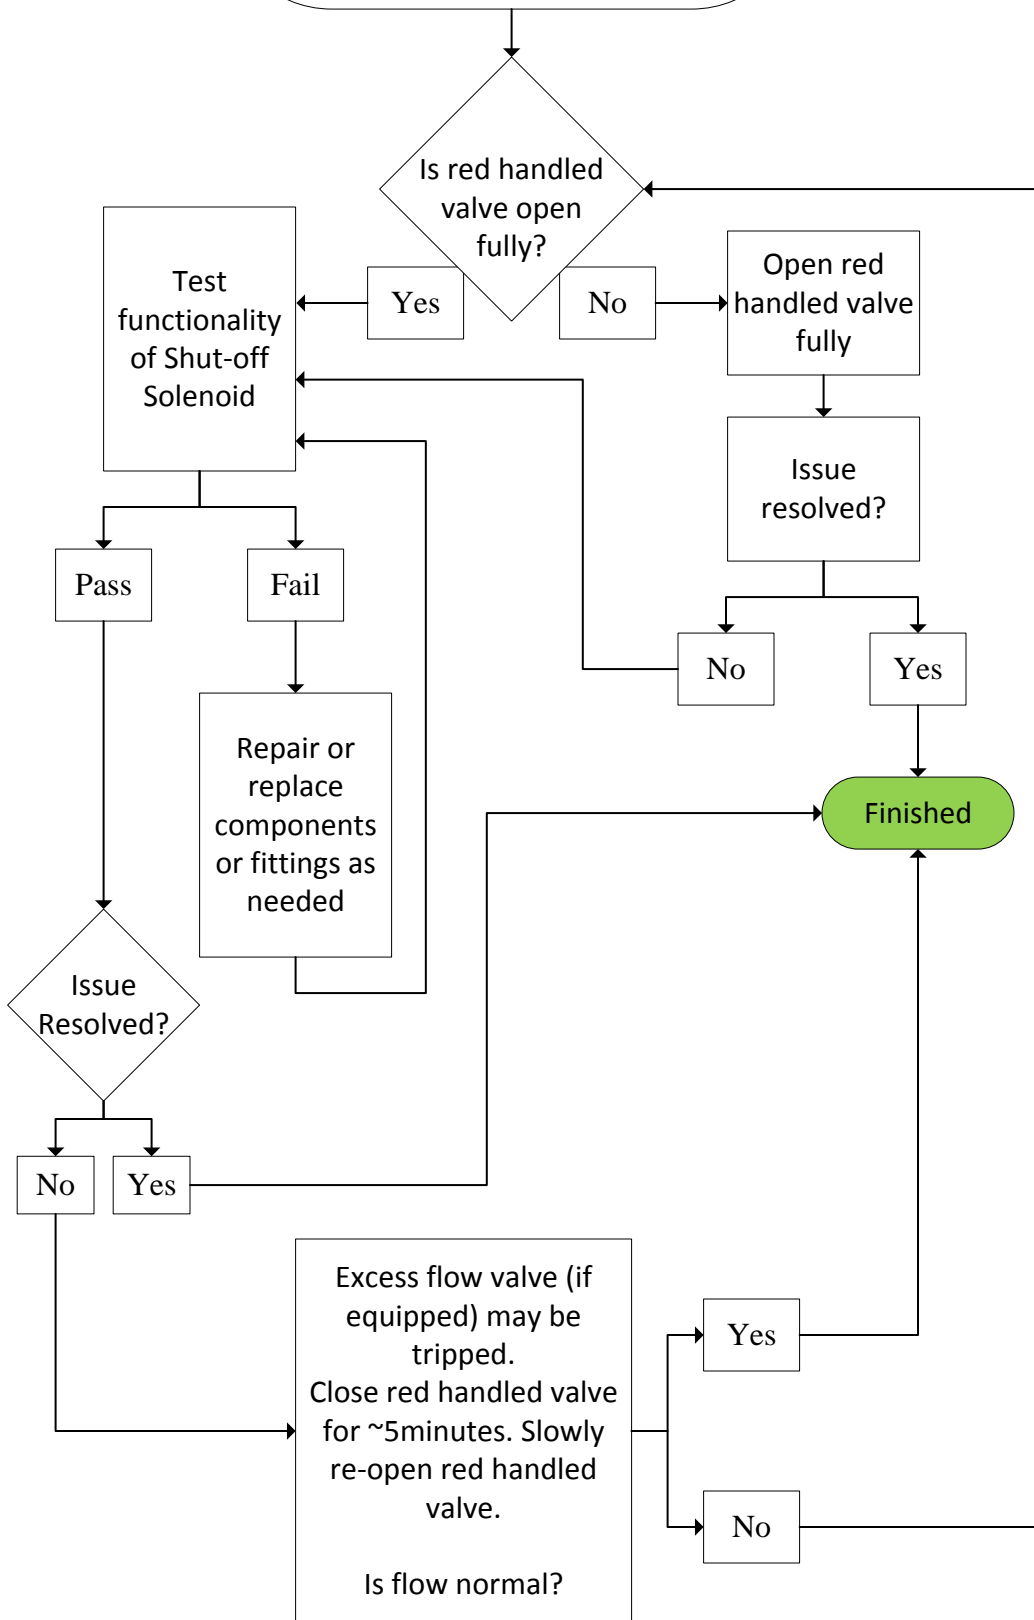 Is red handled
valve open
fully?
Yes
No
Test
functionality
of Shut-off
Solenoid
Open red
handled valve
fully
Issue
resolved?
Pass
Fail
No
Yes
Repair or
replace
components
or fittings as
needed
Finished
Issue
Resolved?
No
Yes
Excess flow valve (if
equipped) may be
tripped.
Close red handled valve
for ~5minutes. Slowly
re-open red handled
valve.
Is flow normal?
Yes
No